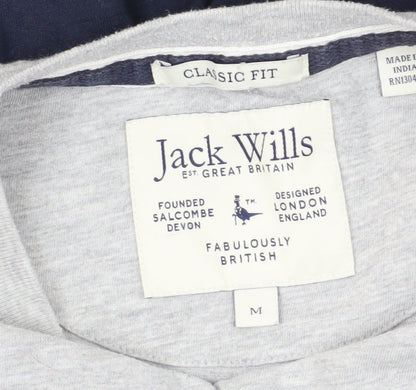 CLASSIC FIT
MADE I
INDIA
RN1304
Jack Wills
EST GREAT BRITAIN
FOUNDED
SALCOMBE
DEVON
TM.
DESIGNED
LONDON
ENGLAND
FABULOUSLY
BRITISH
M